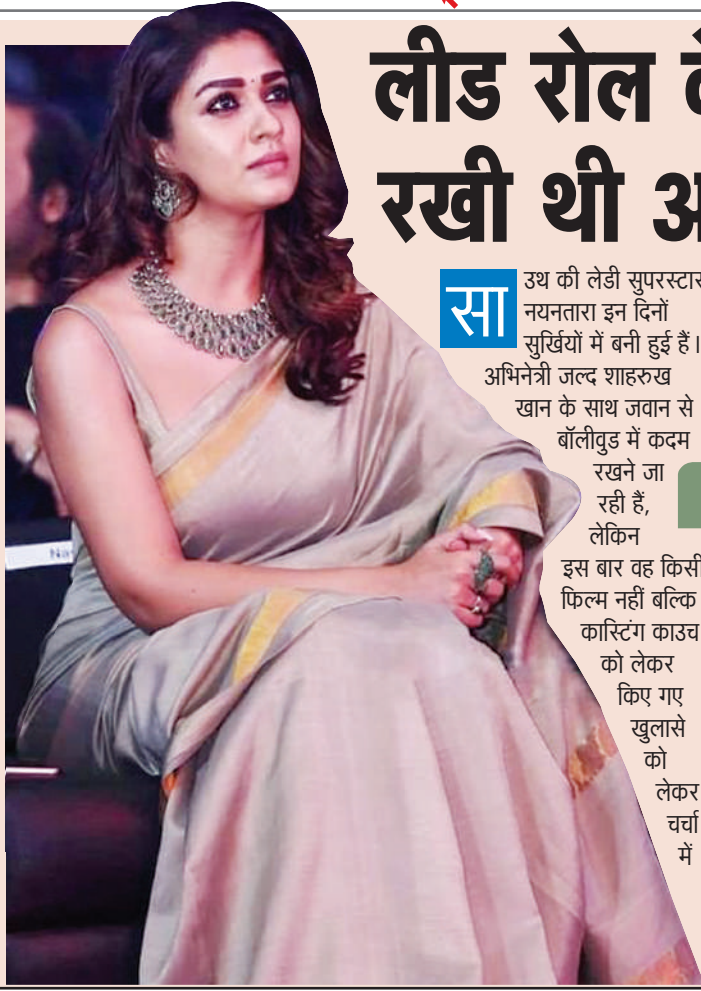 लीड रोल
रखी थी
साउथ की लेडी सुपरस्टार
नयनतारा इन दिनों
सुर्खियों में बनी हुई हैं।
अभिनेत्री जल्द शाहरुख
खान के साथ जवान से
बॉलीवुड में कदम
रखने जा
रही हैं,
लेकिन
इस बार वह किसी
फिल्म नहीं बल्कि
कास्टिंग काउच
को लेकर
किए गए
खुलासे
को
लेकर
चर्चा
में